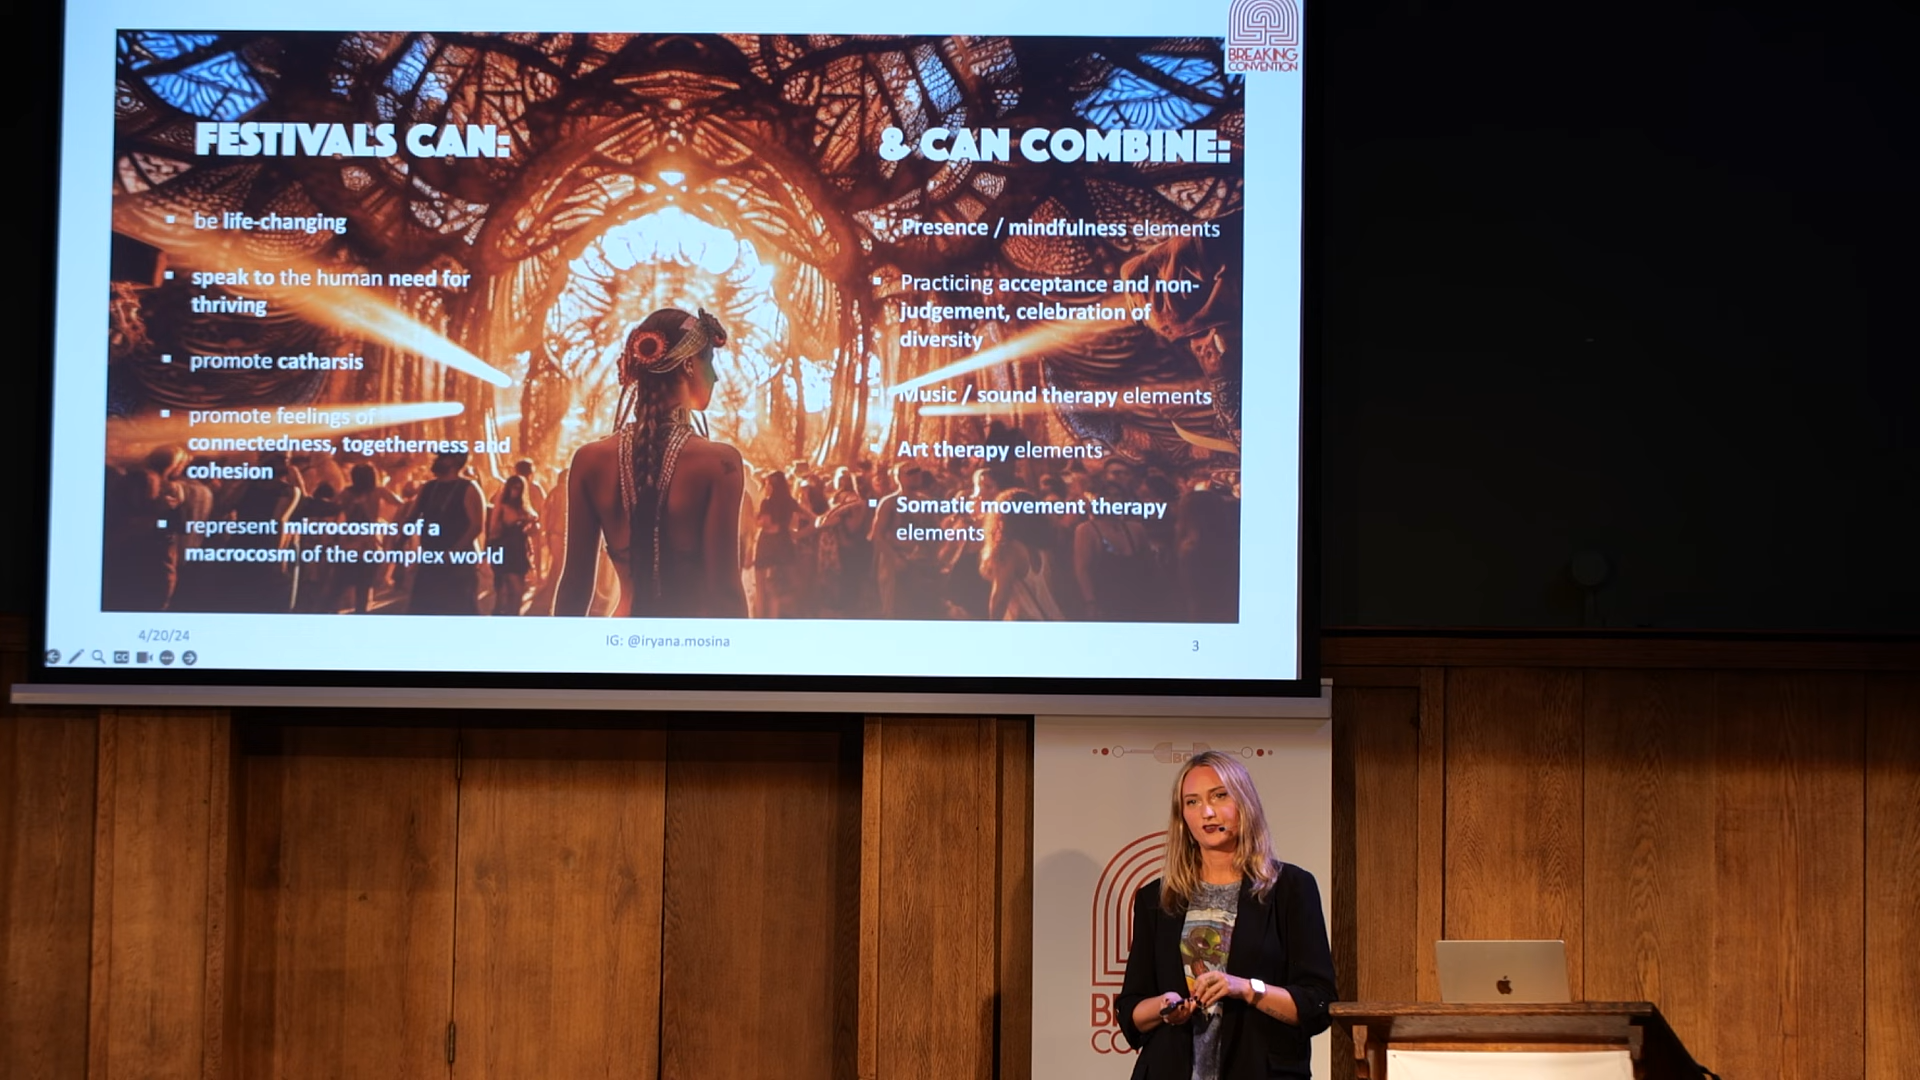 BREAKING
CONVENTION
FESTIVALS CAN:
be life-changing
speak to the human need for
thriving
promote catharsis
promote feelings of
connectedness, togetherness and
cohesion
represent microcosms of a
macrocosm of the complex world
& CAN COMBINE:
Presence / mindfulness elements
Practicing acceptance and non-
judgement, celebration of
diversity
Music / sound therapy elements
Art therapy elements
Somatic movement therapy
elements
4/20/24
IG: @iryana.mosina
3
CC
BR
CO